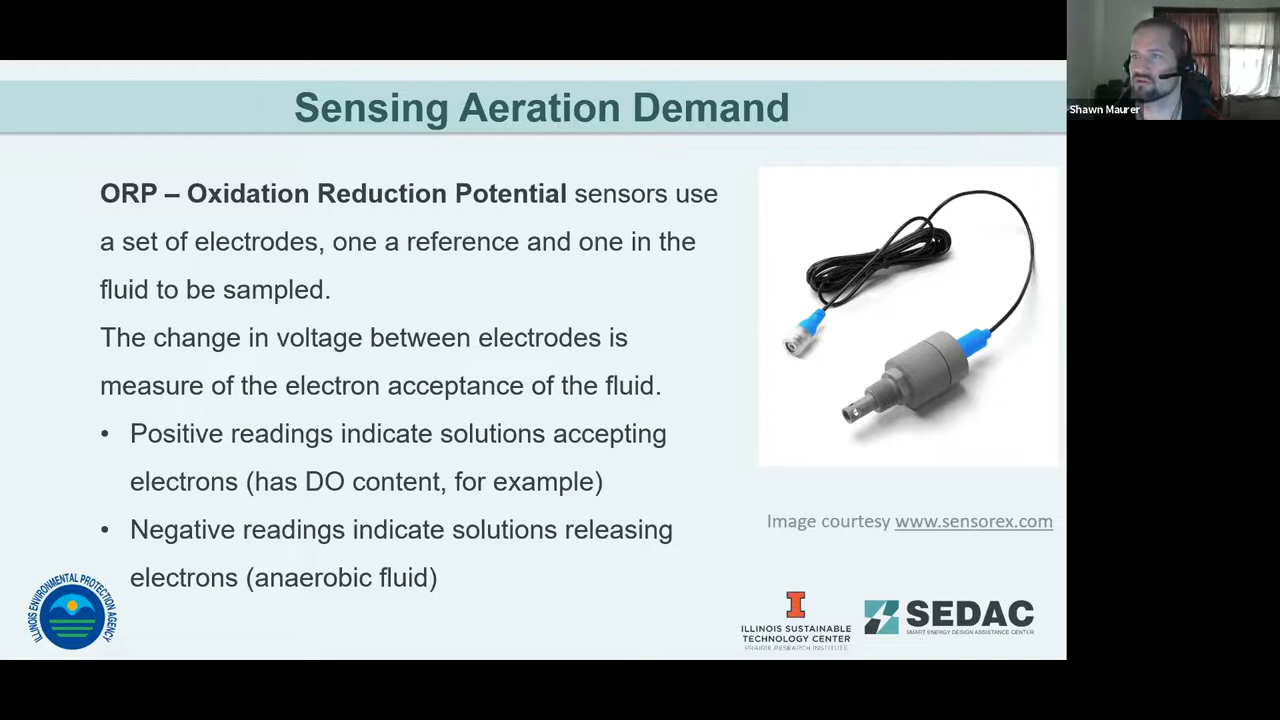 Sensing Aeration Demand
Shawn Maurer
ORP – Oxidation Reduction Potential sensors use
a set of electrodes, one a reference and one in the
fluid to be sampled.
The change in voltage between electrodes is
measure of the electron acceptance of the fluid.
• Positive readings indicate solutions accepting
electrons (has DO content, for example)
• Negative readings indicate solutions releasing
electrons (anaerobic fluid)
Image courtesy www.sensorex.com
ILLINOIS ENVIRONMENTAL PROTECTION AGENCY
I
ILLINOIS SUSTAINABLE
TECHNOLOGY CENTER
PRAIRIE RESEARCH INSTITUTE
SEDAC
SMART ENERGY DESIGN ASSISTANCE CENTER